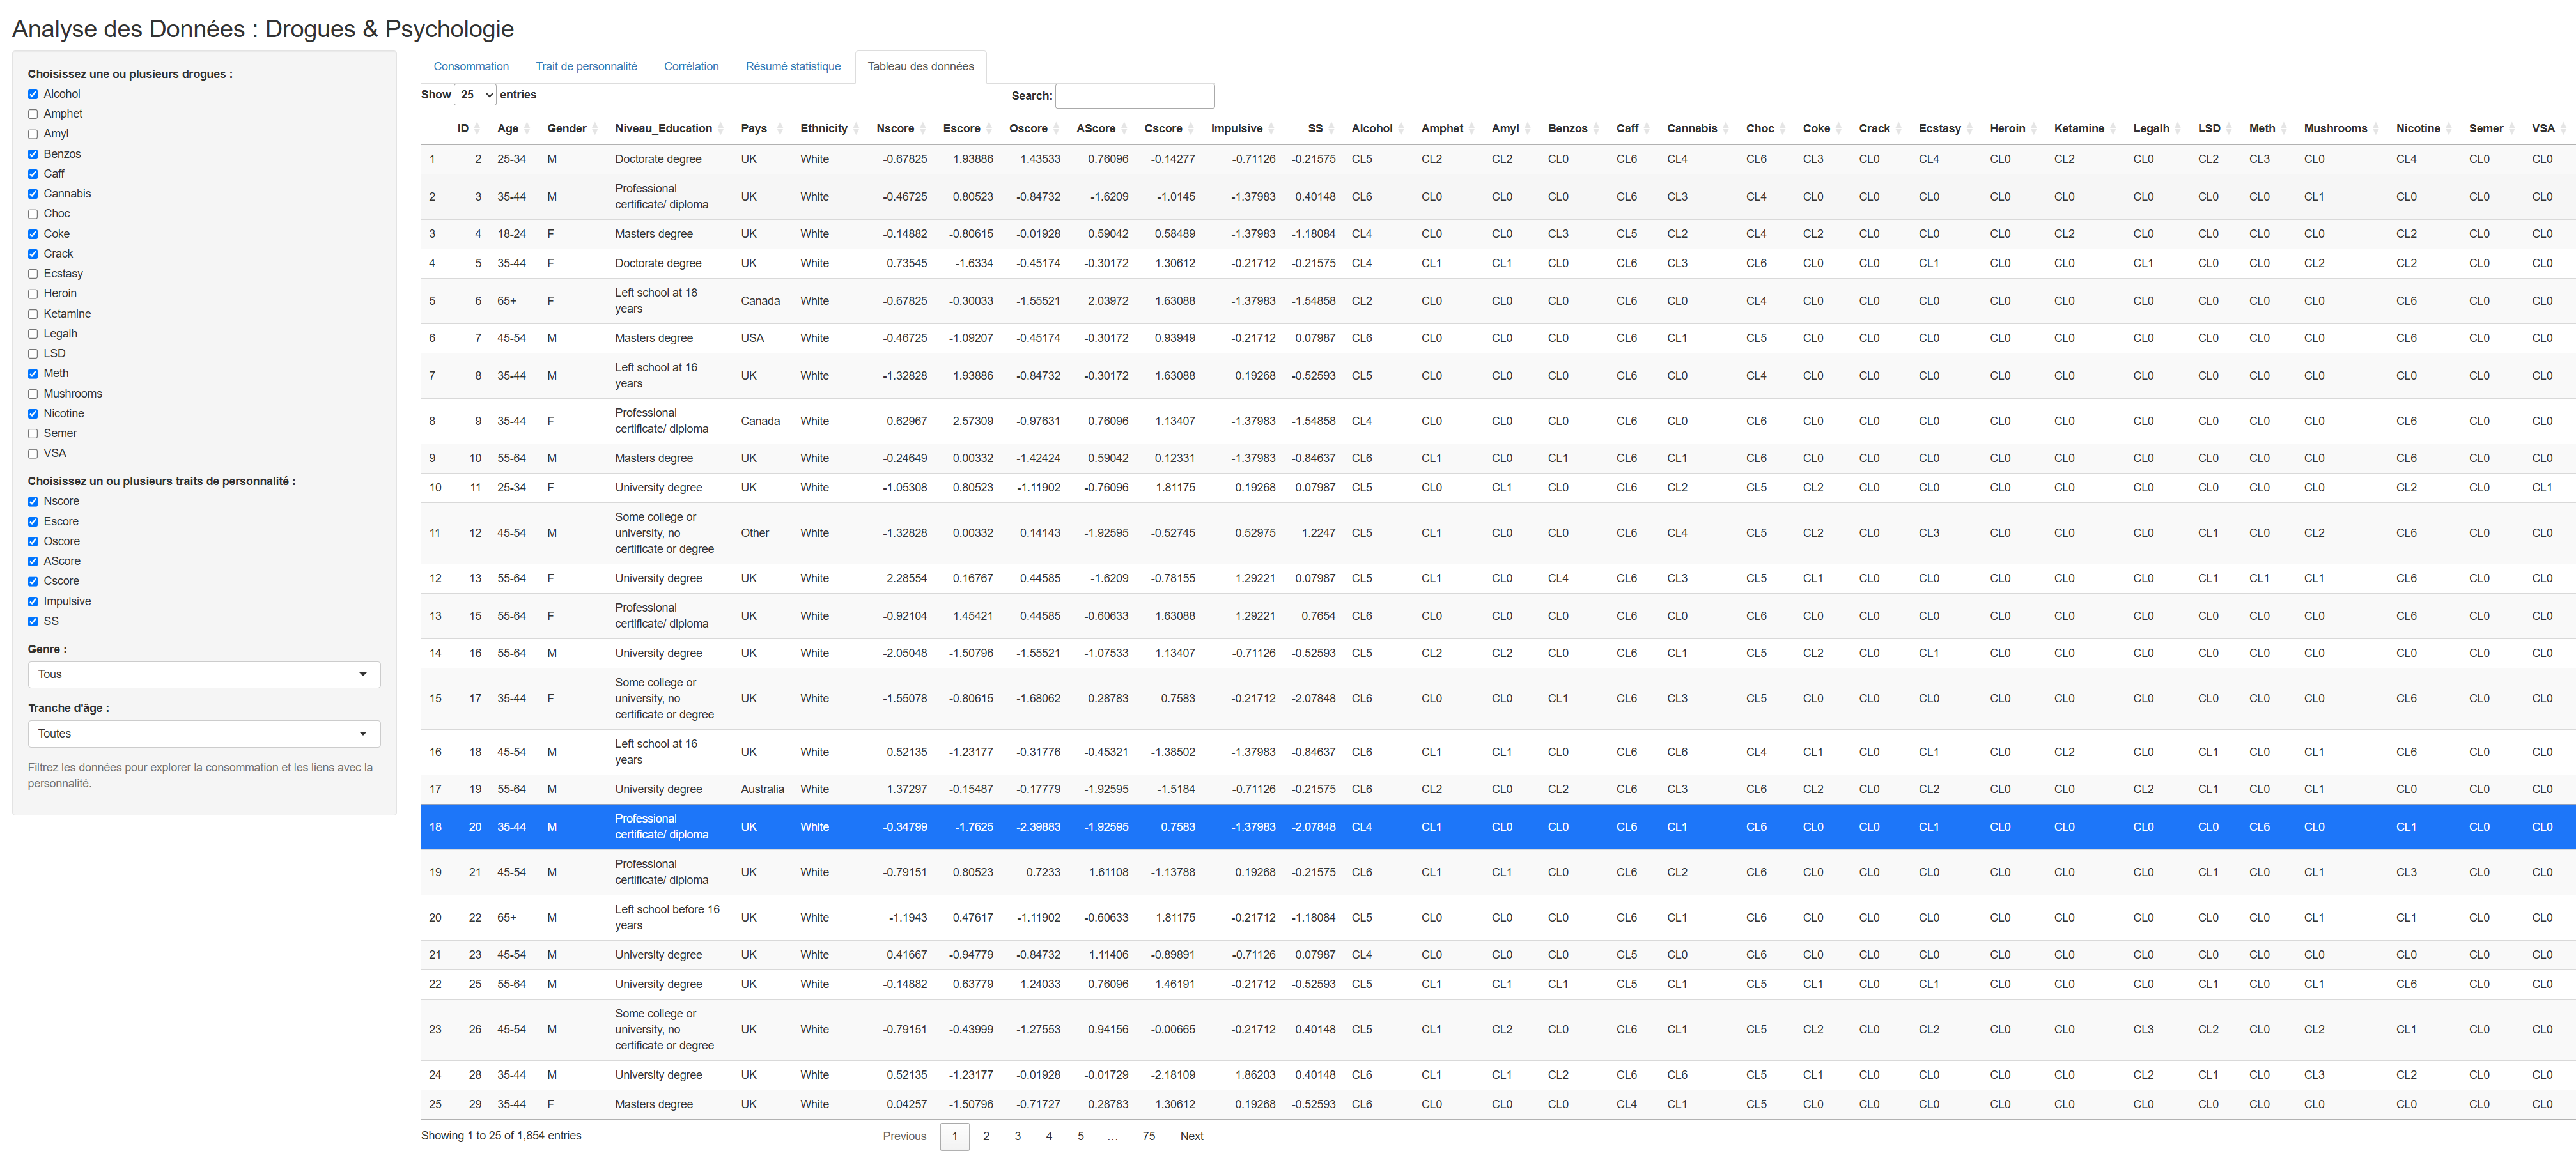 Analyse des Données : Drogues & Psychologie
Choisissez une ou plusieurs drogues :
Alcohol
Amphet
Amyl
Benzos
Caff
Cannabis
Choc
Coke
Crack
Ecstasy
Heroin
Ketamine
Legalh
LSD
Meth
Mushrooms
Nicotine
Semer
VSA
Choisissez un ou plusieurs traits de personnalité :
Nscore
Escore
Oscore
AScore
Cscore
Impulsive
SS
Genre :
Tous
Tranche d'âge :
Toutes
Filtrez les données pour explorer la consommation et les liens avec la
personnalité.
Consommation Trait de personnalité Corrélation Résumé statistique Tableau des données
Show 25 entries Search:
ID Age Gender Niveau_Education Pays Ethnicity Nscore Escore Oscore AScore Cscore Impulsive SS Alcohol Amphet Amyl Benzos Caff Cannabis Choc Coke Crack Ecstasy Heroin Ketamine Legalh LSD Meth Mushrooms Nicotine Semer VSA
1 2 25-34 M Doctorate degree UK White -0.67825 1.93886 1.43533 0.76096 -0.14277 -0.71126 -0.21575 CL5 CL2 CL2 CL0 CL6 CL4 CL6 CL3 CL0 CL4 CL0 CL2 CL0 CL2 CL3 CL0 CL4 CL0 CL0
2 3 35-44 M Professional certificate/ diploma UK White -0.46725 0.80523 -0.84732 -1.6209 -1.0145 -1.37983 0.40148 CL6 CL0 CL0 CL0 CL6 CL3 CL4 CL0 CL0 CL0 CL0 CL0 CL0 CL0 CL0 CL1 CL0 CL0 CL0
3 4 18-24 F Masters degree UK White -0.14882 -0.80615 -0.01928 0.59042 0.58489 -1.37983 -1.18084 CL4 CL0 CL0 CL3 CL5 CL2 CL4 CL2 CL0 CL0 CL0 CL2 CL0 CL0 CL0 CL0 CL2 CL0 CL0
4 5 35-44 F Doctorate degree UK White 0.73545 -1.6334 -0.45174 -0.30172 1.30612 -0.21712 -0.21575 CL4 CL1 CL1 CL0 CL6 CL3 CL6 CL0 CL0 CL1 CL0 CL0 CL1 CL0 CL0 CL2 CL2 CL0 CL0
5 6 65+ F Left school at 18 years Canada White -0.67825 -0.30033 -1.55521 2.03972 1.63088 -1.37983 -1.54858 CL2 CL0 CL0 CL0 CL6 CL0 CL4 CL0 CL0 CL0 CL0 CL0 CL0 CL0 CL0 CL0 CL6 CL0 CL0
6 7 45-54 M Masters degree USA White -0.46725 -1.09207 -0.45174 -0.30172 0.93949 -0.21712 0.07987 CL6 CL0 CL0 CL0 CL6 CL1 CL5 CL0 CL0 CL0 CL0 CL0 CL0 CL0 CL0 CL0 CL6 CL0 CL0
7 8 35-44 M Left school at 16 years UK White -1.32828 1.93886 -0.84732 -0.30172 1.63088 0.19268 -0.52593 CL5 CL0 CL0 CL0 CL6 CL0 CL4 CL0 CL0 CL0 CL0 CL0 CL0 CL0 CL0 CL0 CL0 CL0 CL0
8 9 35-44 F Professional certificate/ diploma Canada White 0.62967 2.57309 -0.97631 0.76096 1.13407 -1.37983 -1.54858 CL4 CL0 CL0 CL0 CL6 CL0 CL6 CL0 CL0 CL0 CL0 CL0 CL0 CL0 CL0 CL0 CL6 CL0 CL0
9 10 55-64 M Masters degree UK White -0.24649 0.00332 -1.42424 0.59042 0.12331 -1.37983 -0.84637 CL6 CL1 CL0 CL1 CL6 CL1 CL6 CL0 CL0 CL0 CL0 CL0 CL0 CL0 CL0 CL0 CL6 CL0 CL0
10 11 25-34 F University degree UK White -1.05308 0.80523 -1.11902 -0.76096 1.81175 0.19268 0.07987 CL5 CL0 CL1 CL0 CL6 CL2 CL5 CL2 CL0 CL0 CL0 CL0 CL0 CL0 CL0 CL0 CL2 CL0 CL1
11 12 45-54 M Some college or university, no certificate or degree Other White -1.32828 0.00332 0.14143 -1.92595 -0.52745 0.52975 1.2247 CL5 CL1 CL0 CL0 CL6 CL4 CL5 CL2 CL0 CL3 CL0 CL0 CL0 CL1 CL0 CL2 CL6 CL0 CL0
12 13 55-64 F University degree UK White 2.28554 0.16767 0.44585 -1.6209 -0.78155 1.29221 0.07987 CL5 CL1 CL0 CL4 CL6 CL3 CL5 CL1 CL0 CL0 CL0 CL0 CL0 CL1 CL1 CL1 CL6 CL0 CL0
13 15 55-64 F Professional certificate/ diploma UK White -0.92104 1.45421 0.44585 -0.60633 1.63088 1.29221 0.7654 CL6 CL0 CL0 CL0 CL6 CL0 CL6 CL0 CL0 CL0 CL0 CL0 CL0 CL0 CL0 CL0 CL6 CL0 CL0
14 16 55-64 M University degree UK White -2.05048 -1.50796 -1.55521 -1.07533 1.13407 -0.71126 -0.52593 CL5 CL2 CL2 CL0 CL6 CL1 CL5 CL2 CL0 CL1 CL0 CL0 CL0 CL0 CL0 CL0 CL0 CL0 CL0
15 17 35-44 F Some college or university, no certificate or degree UK White -1.55078 -0.80615 -1.68062 0.28783 0.7583 -0.21712 -2.07848 CL6 CL0 CL0 CL1 CL6 CL3 CL5 CL0 CL0 CL0 CL0 CL0 CL0 CL0 CL0 CL0 CL6 CL0 CL0
16 18 45-54 M Left school at 16 years UK White 0.52135 -1.23177 -0.31776 -0.45321 -1.38502 -1.37983 -0.84637 CL6 CL1 CL1 CL0 CL6 CL6 CL4 CL1 CL0 CL1 CL0 CL2 CL0 CL1 CL0 CL1 CL6 CL0 CL0
17 19 55-64 M University degree Australia White 1.37297 -0.15487 -0.17779 -1.92595 -1.5184 -0.71126 -0.21575 CL6 CL2 CL0 CL2 CL6 CL3 CL6 CL2 CL0 CL2 CL0 CL0 CL2 CL1 CL0 CL1 CL0 CL0 CL0
18 20 35-44 M Professional certificate/ diploma UK White -0.34799 -1.7625 -2.39883 -1.92595 0.7583 -1.37983 -2.07848 CL4 CL1 CL0 CL0 CL6 CL1 CL6 CL0 CL0 CL1 CL0 CL0 CL0 CL0 CL6 CL0 CL1 CL0 CL0
19 21 45-54 M Professional certificate/ diploma UK White -0.79151 0.80523 0.7233 1.61108 -1.13788 0.19268 -0.21575 CL6 CL1 CL1 CL0 CL6 CL2 CL6 CL0 CL0 CL0 CL0 CL0 CL0 CL1 CL0 CL1 CL3 CL0 CL0
20 22 65+ M Left school before 16 years UK White -1.1943 0.47617 -1.11902 -0.60633 1.81175 -0.21712 -1.18084 CL5 CL0 CL0 CL0 CL6 CL1 CL6 CL0 CL0 CL0 CL0 CL0 CL0 CL0 CL0 CL1 CL1 CL0 CL0
21 23 45-54 M University degree UK White 0.41667 -0.94779 -0.84732 1.11406 -0.89891 -0.71126 0.07987 CL4 CL0 CL0 CL0 CL5 CL0 CL6 CL0 CL0 CL0 CL0 CL0 CL0 CL0 CL0 CL0 CL0 CL0 CL0
22 25 55-64 M University degree UK White -0.14882 0.63779 1.24033 0.76096 1.46191 -0.21712 -0.52593 CL5 CL1 CL1 CL1 CL5 CL1 CL5 CL1 CL0 CL1 CL0 CL0 CL0 CL1 CL0 CL1 CL6 CL0 CL0
23 26 45-54 M Some college or university, no certificate or degree UK White -0.79151 -0.43999 -1.27553 0.94156 -0.00665 -0.21712 0.40148 CL5 CL1 CL2 CL0 CL6 CL1 CL5 CL2 CL0 CL2 CL0 CL0 CL3 CL2 CL0 CL2 CL1 CL0 CL0
24 28 35-44 M University degree UK White 0.52135 -1.23177 -0.01928 -0.01729 -2.18109 1.86203 0.40148 CL6 CL1 CL1 CL2 CL6 CL6 CL5 CL1 CL0 CL0 CL0 CL0 CL2 CL1 CL0 CL3 CL2 CL0 CL0
25 29 35-44 F Masters degree UK White 0.04257 -1.50796 -0.71727 0.28783 1.30612 0.19268 -0.52593 CL6 CL0 CL0 CL0 CL4 CL1 CL5 CL0 CL0 CL0 CL0 CL0 CL0 CL0 CL0 CL0 CL0 CL0 CL0
Showing 1 to 25 of 1,854 entries Previous 1 2 3 4 5 … 75 Next